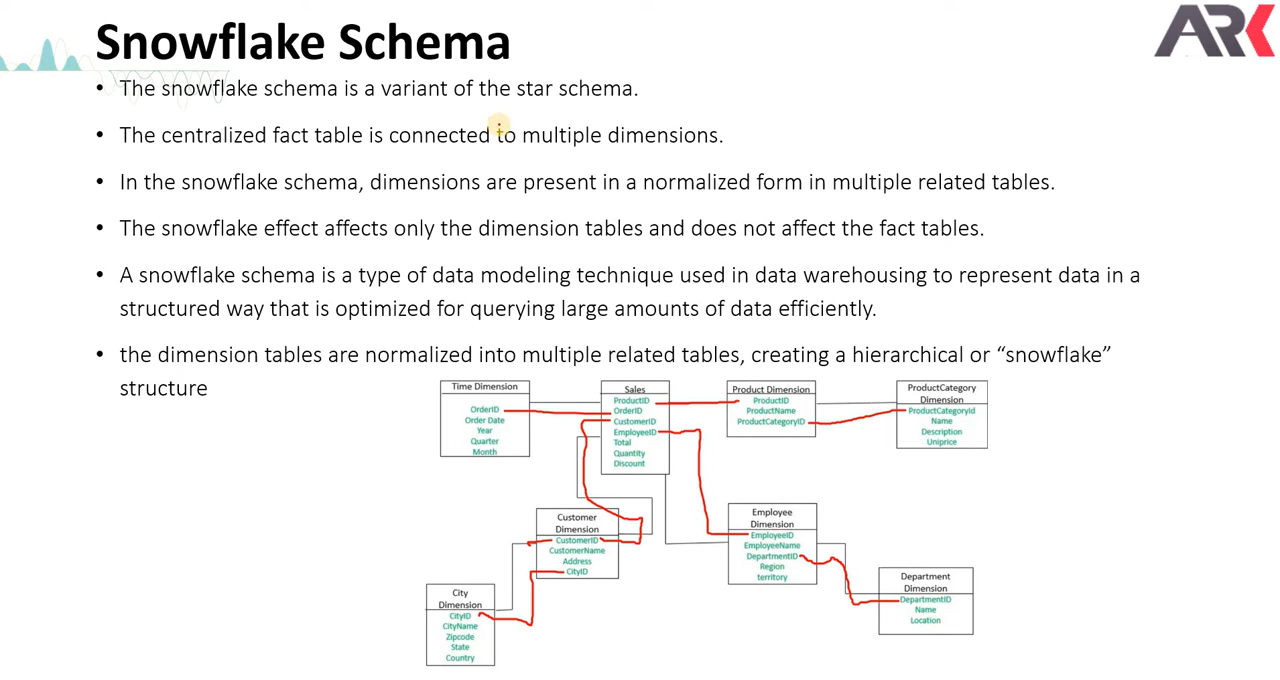 Snowflake Schema
ARK
• The snowflake schema is a variant of the star schema.
• The centralized fact table is connected to multiple dimensions.
• In the snowflake schema, dimensions are present in a normalized form in multiple related tables.
• The snowflake effect affects only the dimension tables and does not affect the fact tables.
• A snowflake schema is a type of data modeling technique used in data warehousing to represent data in a
structured way that is optimized for querying large amounts of data efficiently.
• the dimension tables are normalized into multiple related tables, creating a hierarchical or “snowflake”
structure
Time Dimension
OrderID
Order Date
Year
Quarter
Month
Sales
ProductID
OrderID
CustomerID
EmployeeID
Total
Quantity
Discount
Product Dimension
ProductID
ProductName
ProductCategoryID
ProductCategory
Dimension
ProductCategoryId
Name
Description
Uniprice
Customer
Dimension
CustomerID
CustomerName
Address
CityID
Employee
Dimension
EmployeeID
EmployeeName
DepartmentID
Region
territory
City
Dimension
CityID
CityName
Zipcode
State
Country
Department
Dimension
DepartmentID
Name
Location